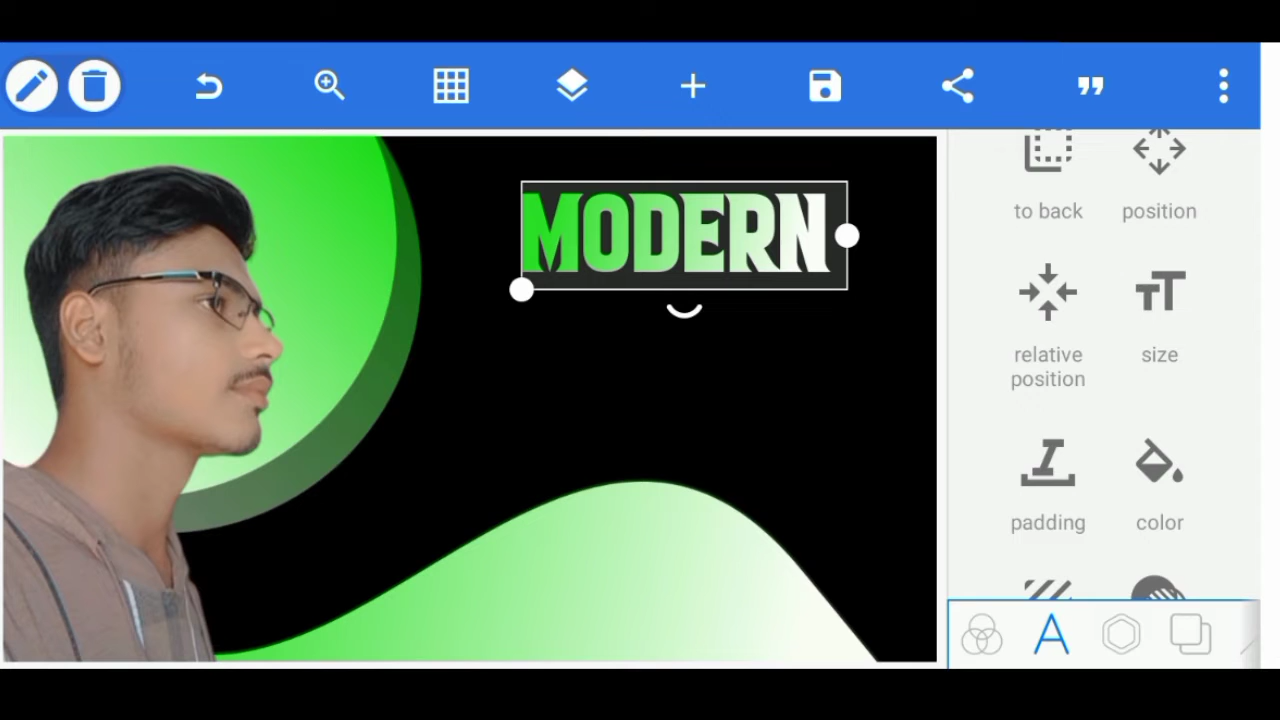 MODERN
to back
position
relative
position
size
padding
color